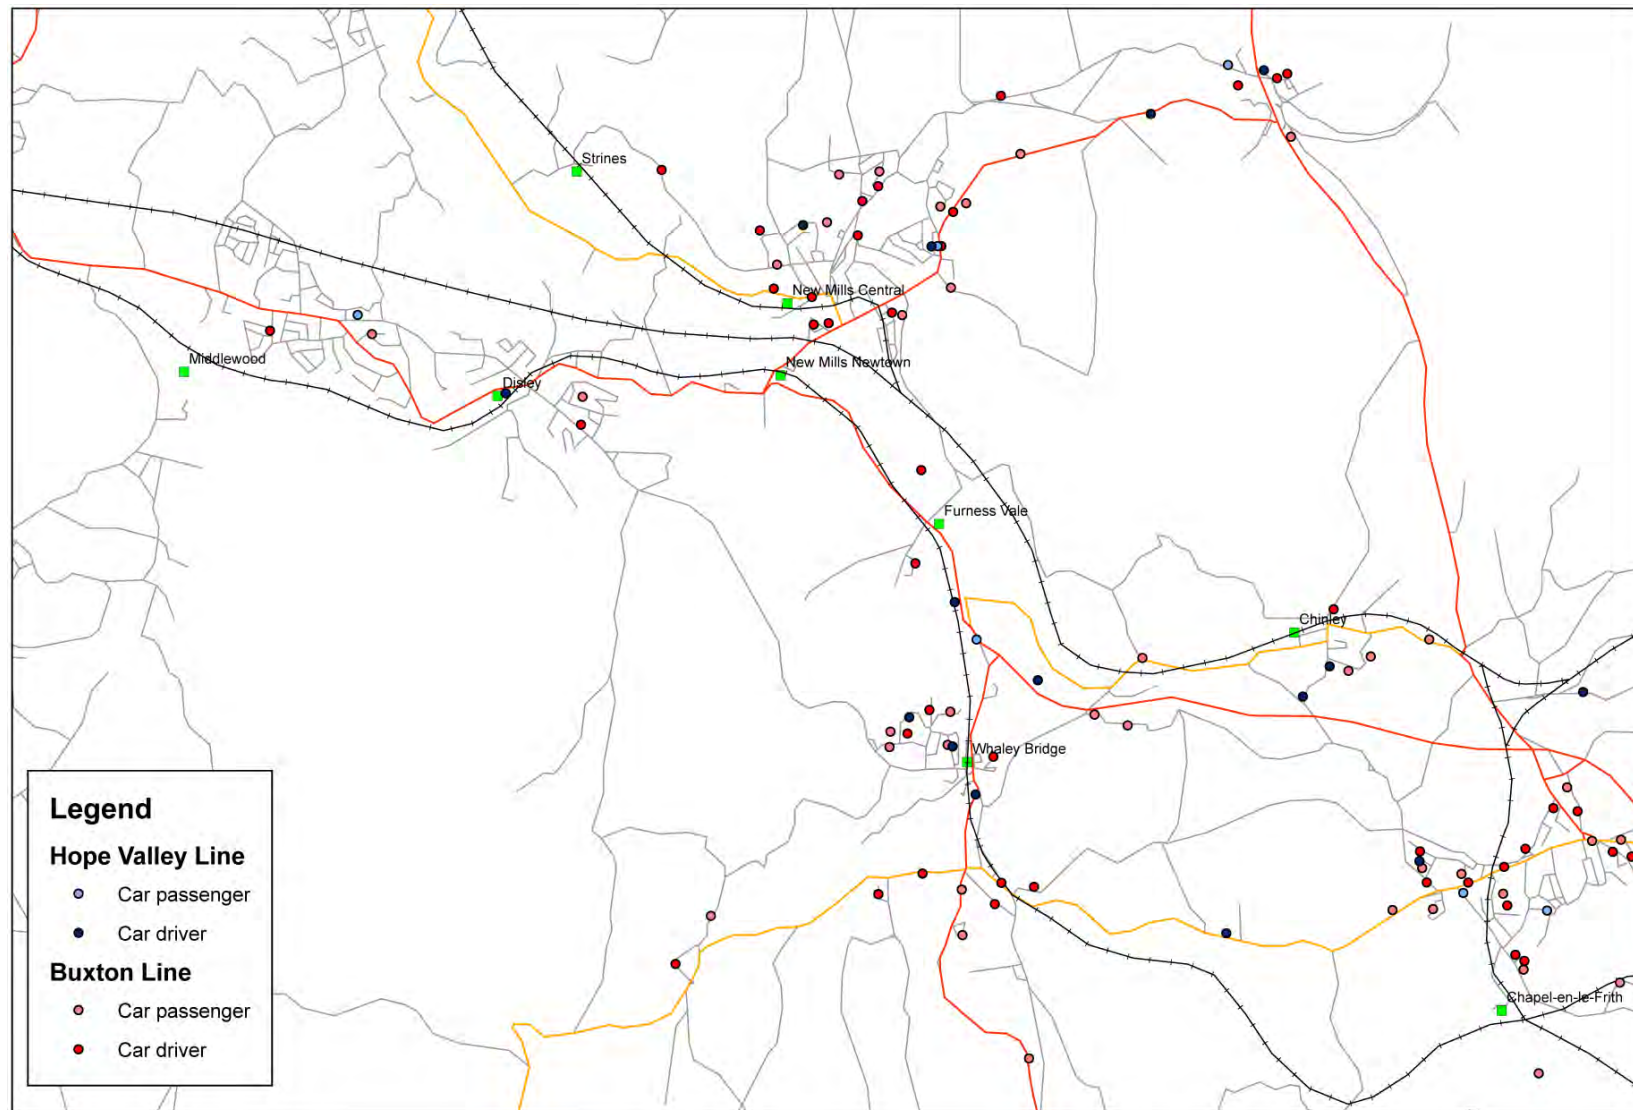 Strines
New Mills Central
Middlewood
New Mills Newtown
Disley
Furness Vale
Chinley
Whaley Bridge
Chapel-en-le-Frith
Legend
Hope Valley Line
Car passenger
Car driver
Buxton Line
Car passenger
Car driver